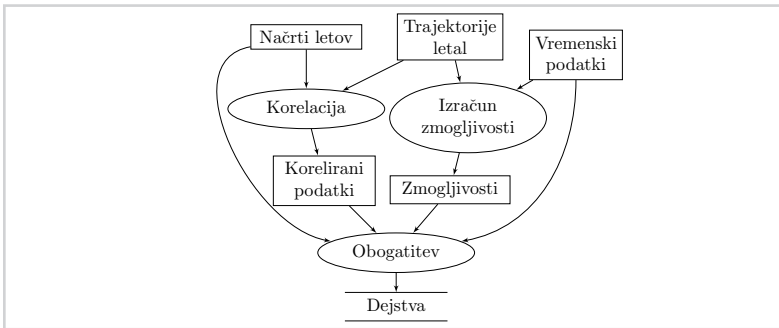 Načrti letov
Trajektorije
letal
Vremenski
podatki
Korelacija
Izračun
zmogljivosti
Korelirani
podatki
Zmogljivosti
Obogatitev
Dejstva